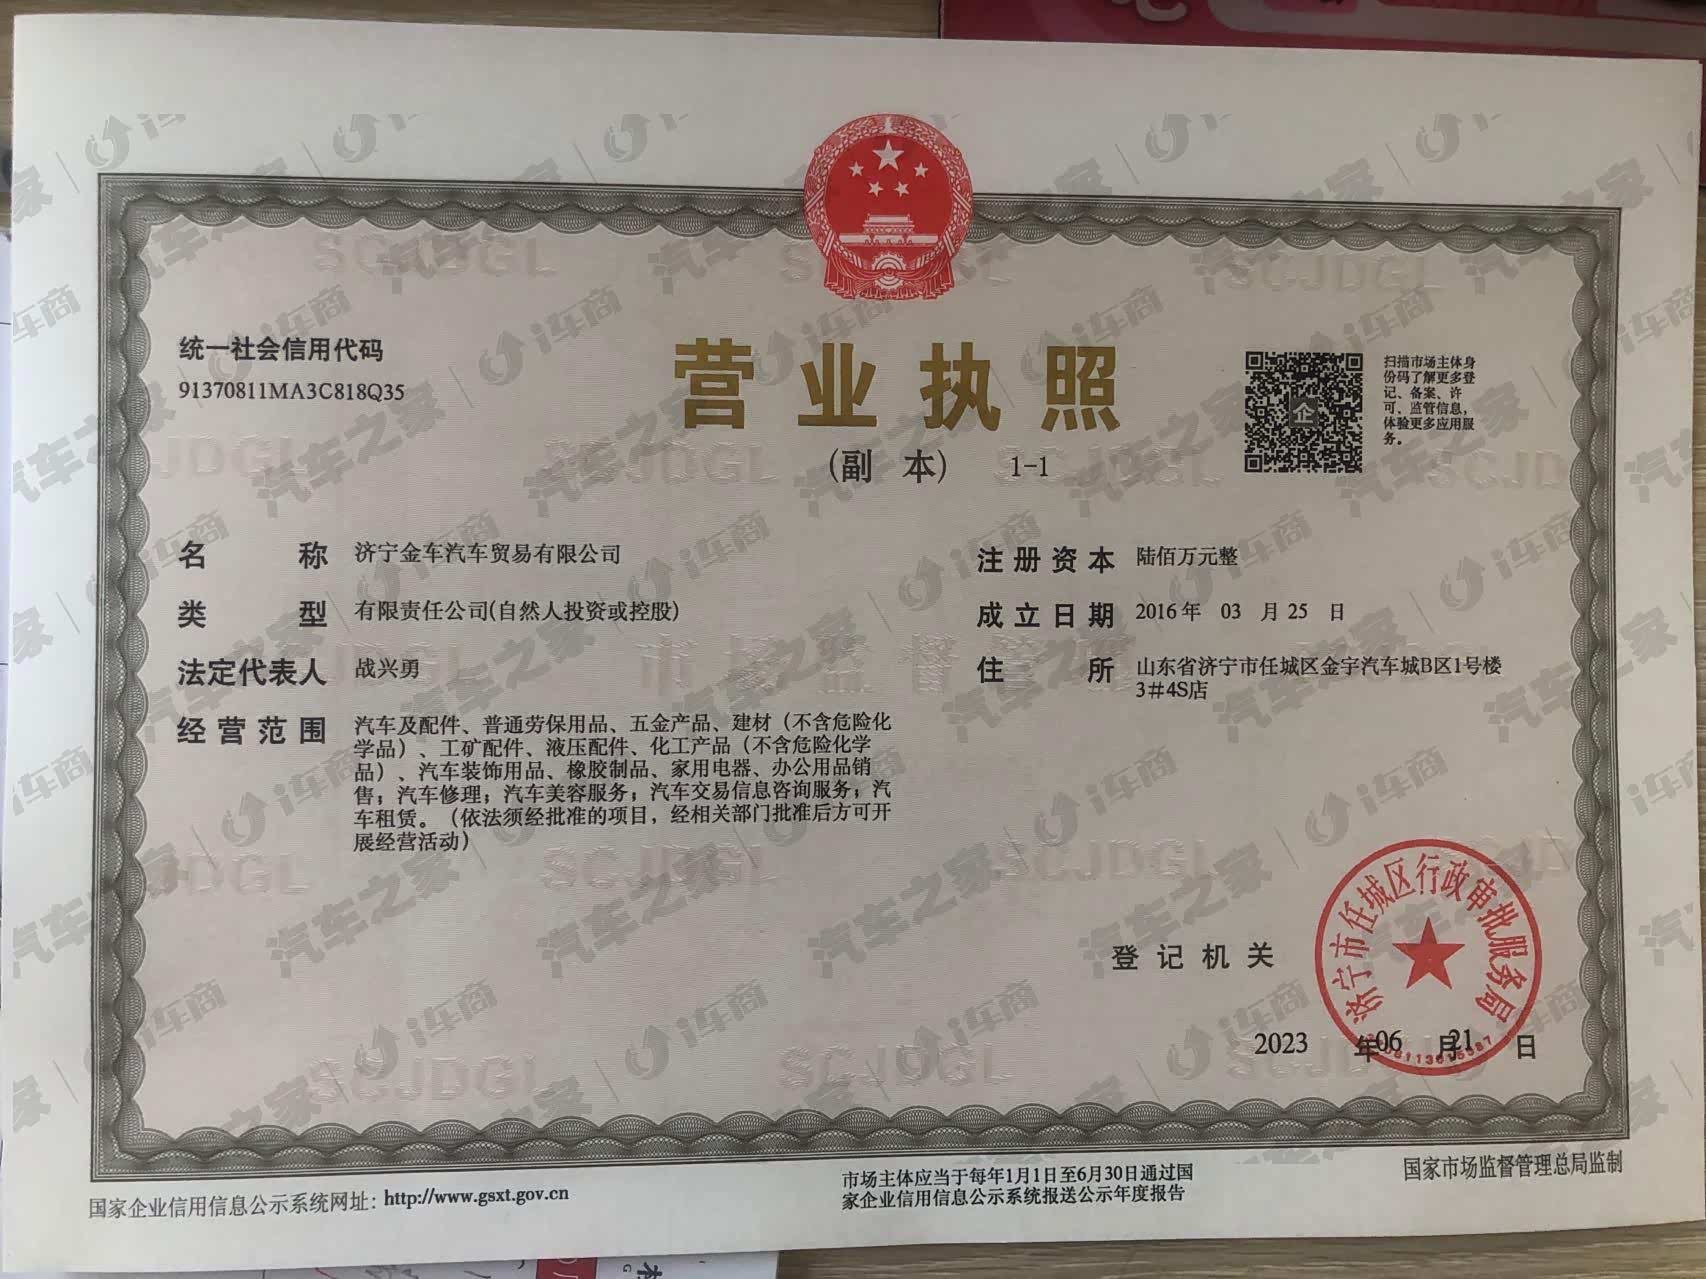 统一社会信用代码
91370811MA3C818Q35
营业执照
(副 本) 1-1
扫描市场主体身
份码了解更多登
记、备案、许
可、监管信息，
体验更多应用服
务。
名 称 济宁金车汽车贸易有限公司
类 型 有限责任公司(自然人投资或控股)
法定代表人 战兴勇
经营范围 汽车及配件、普通劳保用品、五金产品、建材（不含危险化
学品）、工矿配件、液压配件、化工产品（不含危险化学
品）、汽车装饰用品、橡胶制品、家用电器、办公用品销
售；汽车修理；汽车美容服务；汽车交易信息咨询服务；汽
车租赁。（依法须经批准的项目，经相关部门批准后方可开
展经营活动）
注册资本 陆佰万元整
成立日期 2016年 03 月 25 日
住 所 山东省济宁市任城区金宇汽车城B区1号楼
3#4S店
登记机关
济宁市任城区行政审批服务局
2023 年 06 月 21 日
国家企业信用信息公示系统网址：http://www.gsxt.gov.cn
市场主体应当于每年1月1日至6月30日通过国
家企业信用信息公示系统报送公示年度报告
国家市场监督管理总局监制
汽车之家 | i车商
SCJDGL